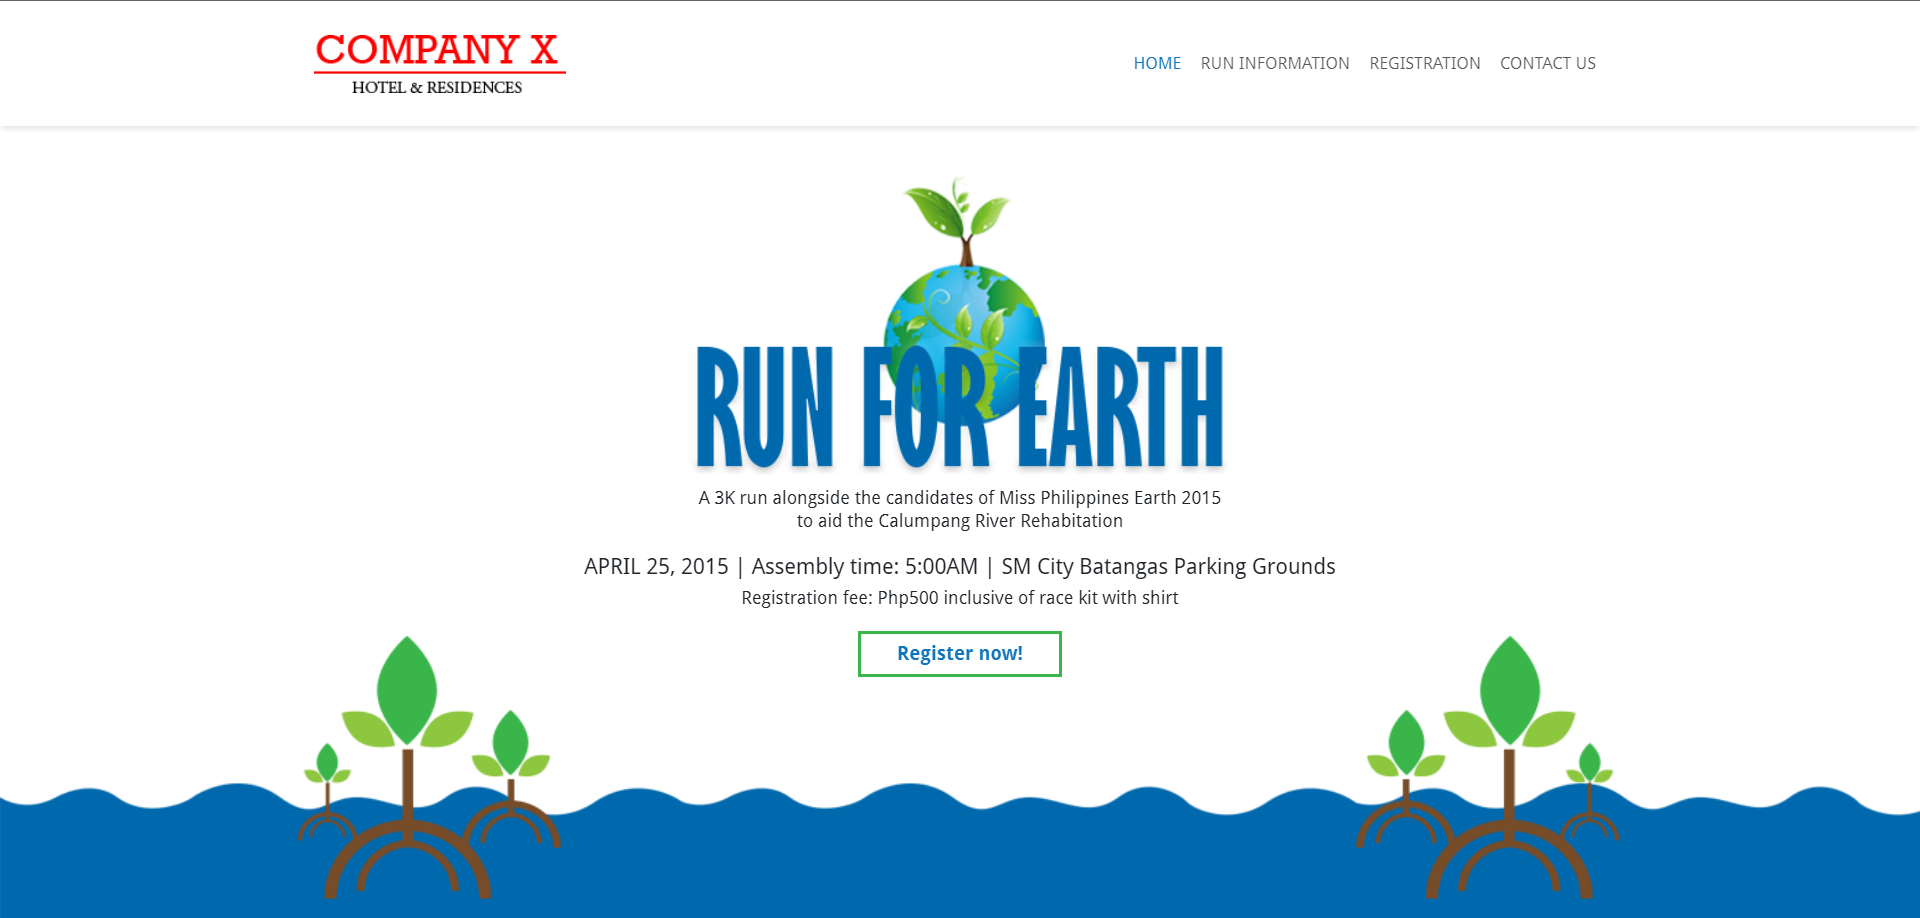 COMPANY X
HOTEL & RESIDENCES
HOME RUN INFORMATION REGISTRATION CONTACT US
RUN FOR EARTH
A 3K run alongside the candidates of Miss Philippines Earth 2015
to aid the Calumpang River Rehabitation
APRIL 25, 2015 | Assembly time: 5:00AM | SM City Batangas Parking Grounds
Registration fee: Php500 inclusive of race kit with shirt
Register now!